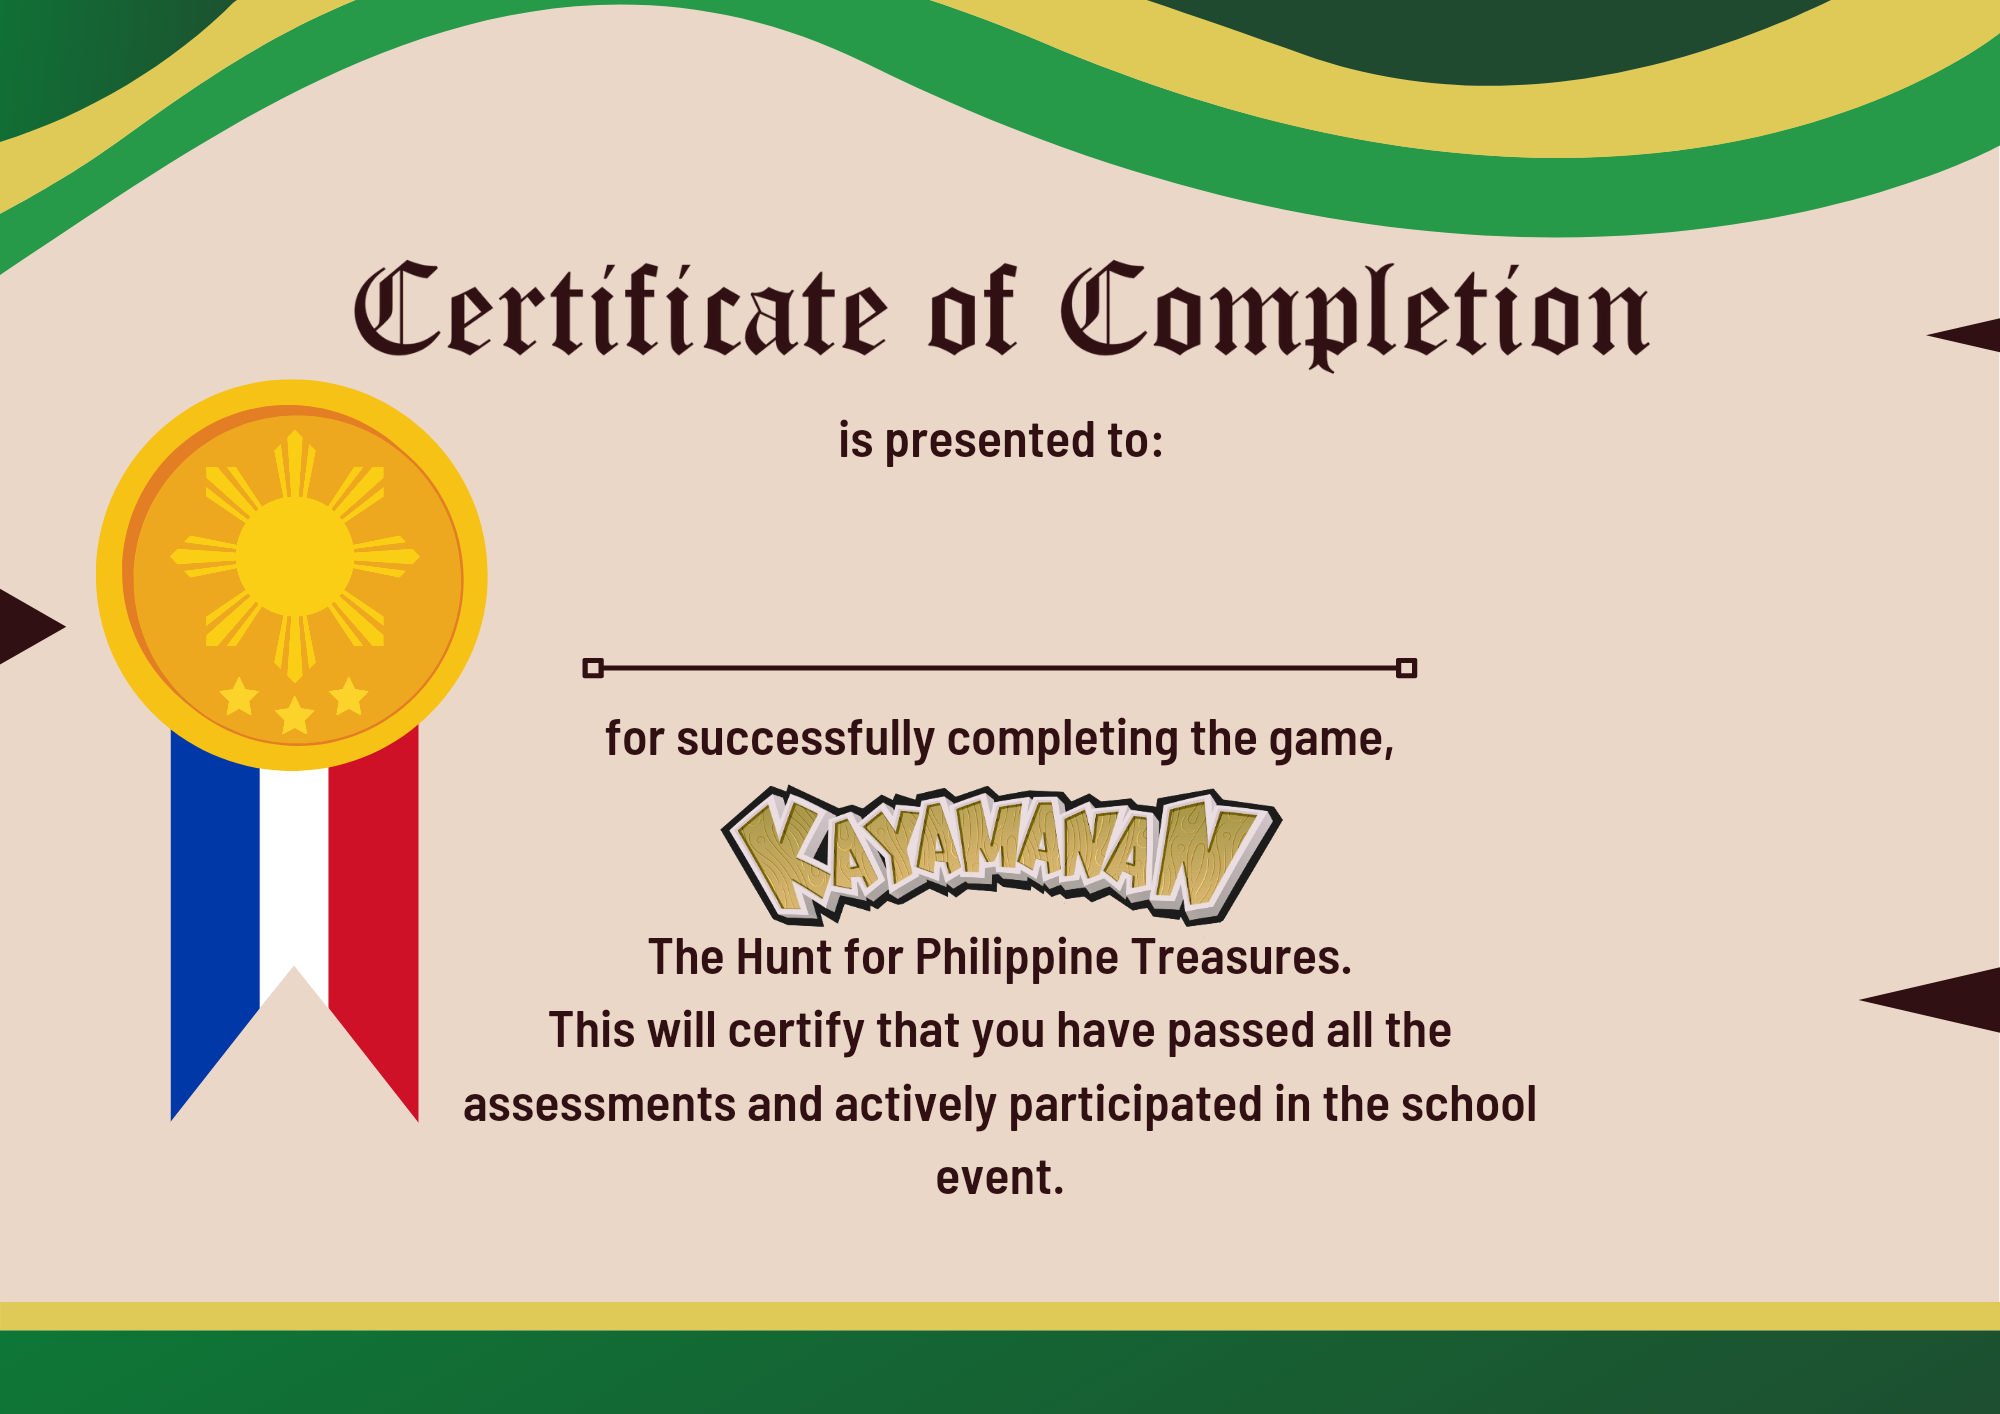 Certificate of Completion
is presented to:
for successfully completing the game,
KAYAMANAN
The Hunt for Philippine Treasures.
This will certify that you have passed all the
assessments and actively participated in the school
event.